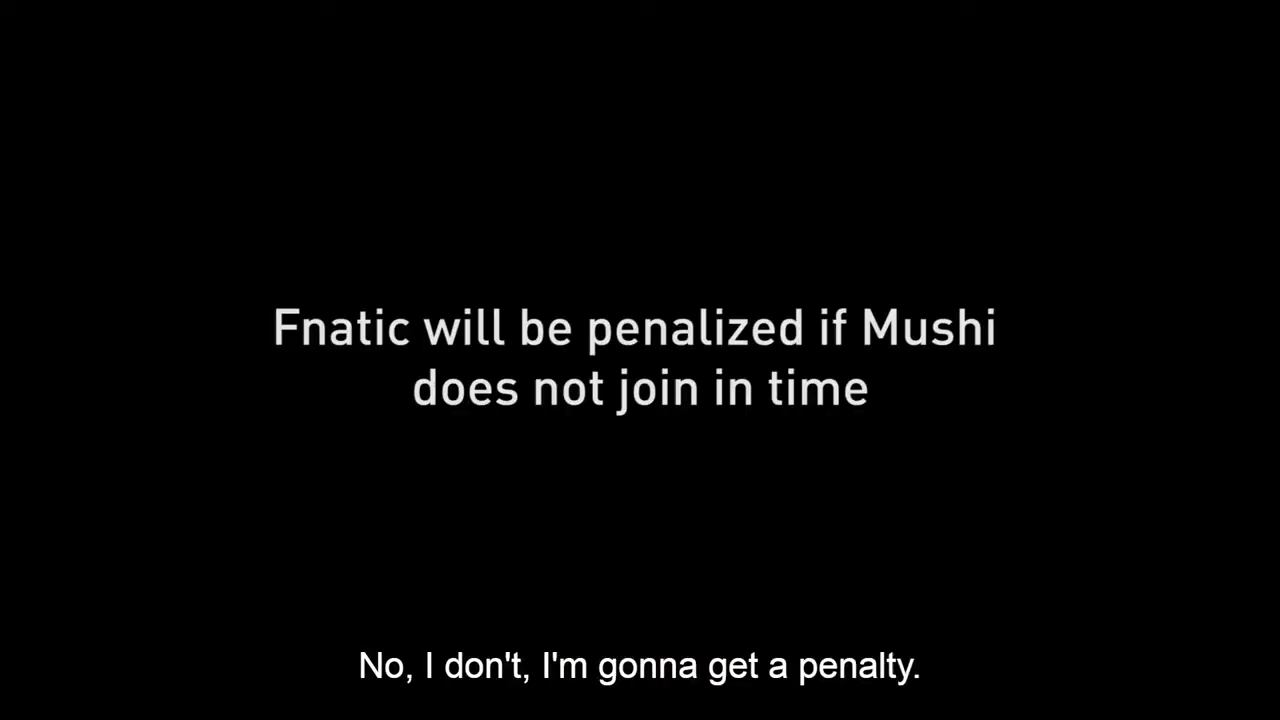 Fnatic will be penalized if Mushi
does not join in time
No, I don't, I'm gonna get a penalty.